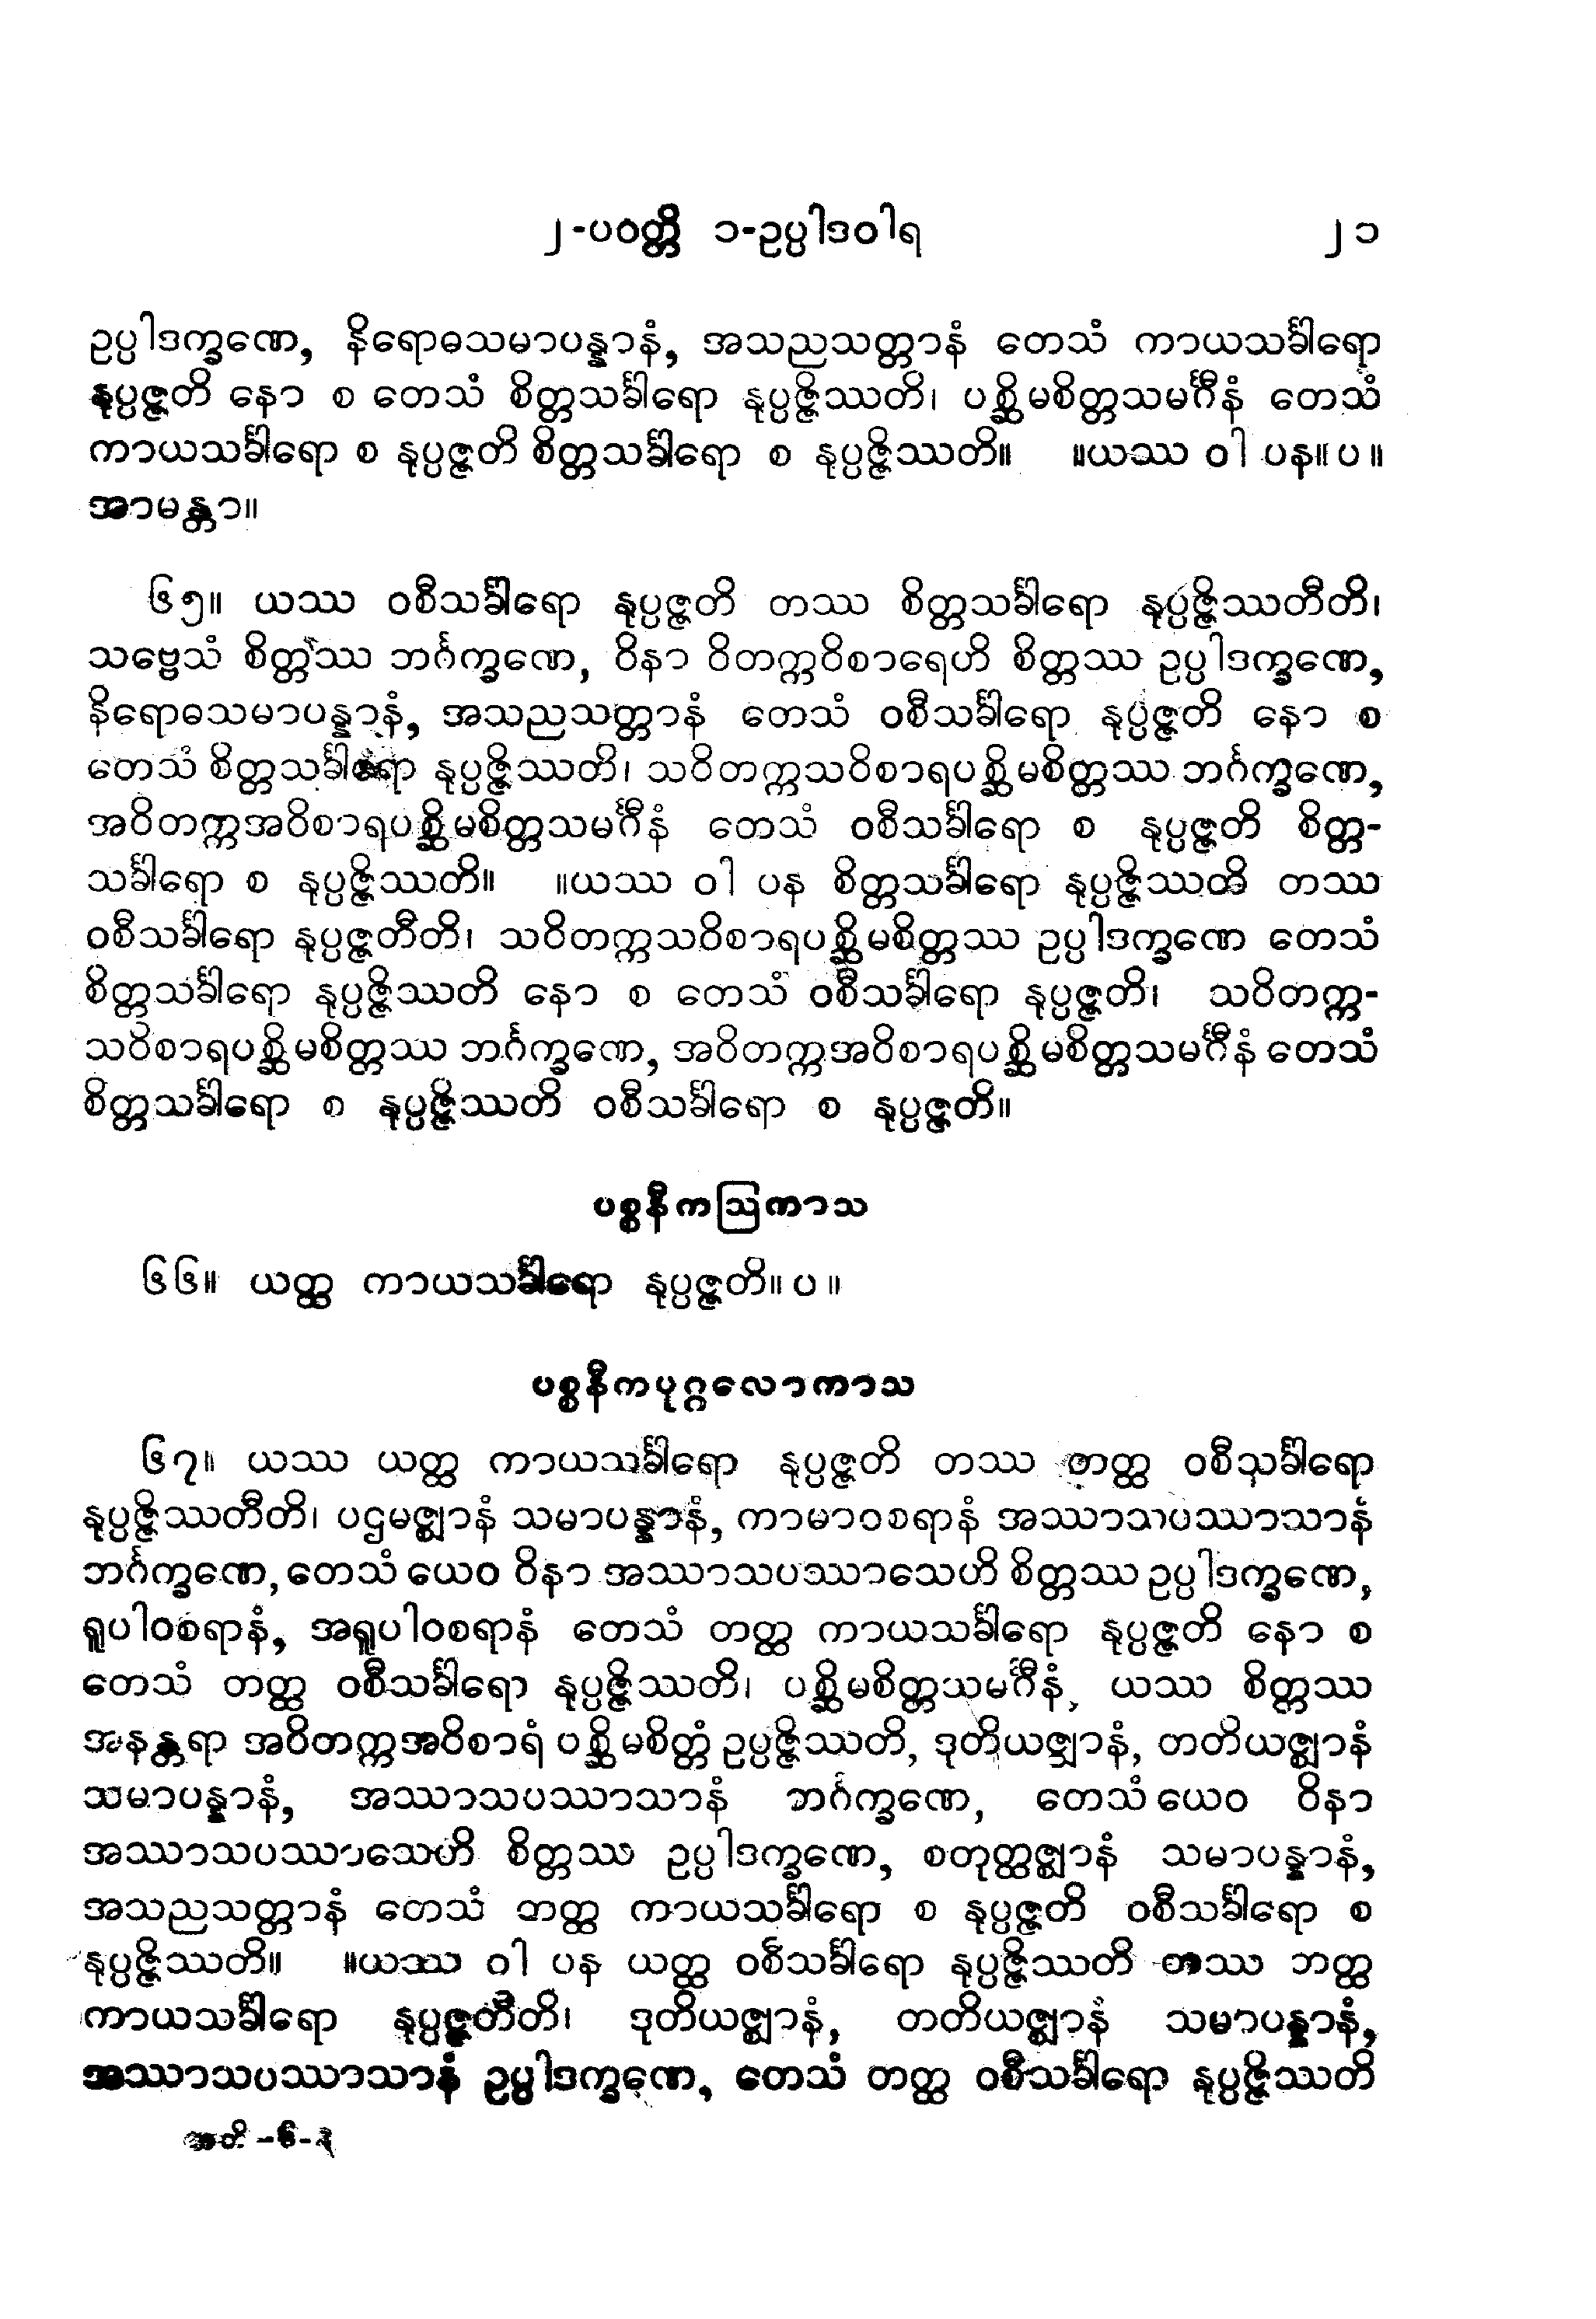 ၂-ပဝတ္တိ ၁-ဥပ္ပါဒဝါရ ၂၁
ဥပ္ပါဒက္ခဏေ, နိရောဓသမာပန္နာနံ, အသညသတ္တာနံ တေသံ ကာယသင်္ခါရော
နုပ္ပဇ္ဇတိ နော စ တေသံ စိတ္တသင်္ခါရော နုပ္ပဇ္ဇိဿတိ၊ ပစ္ဆိမစိတ္တသမင်္ဂီနံ တေသံ
ကာယသင်္ခါရော စ နုပ္ပဇ္ဇတိ စိတ္တသင်္ခါရော စ နုပ္ပဇ္ဇိဿတိ။ ။ယဿ ဝါ ပန။ပ။
အာမန္တာ။
၆၅။ ယဿ ဝစီသင်္ခါရော နုပ္ပဇ္ဇတိ တဿ စိတ္တသင်္ခါရော နုပ္ပဇ္ဇိဿတီတိ၊
သဗ္ဗေသံ စိတ္တဿ ဘင်္ဂက္ခဏေ, ဝိနာ ဝိတက္ကဝိစာရေဟိ စိတ္တဿ ဥပ္ပါဒက္ခဏေ,
နိရောဓသမာပန္နာနံ, အသညသတ္တာနံ တေသံ ဝစီသင်္ခါရော နုပ္ပဇ္ဇတိ နော စ
တေသံ စိတ္တသင်္ခါရော နုပ္ပဇ္ဇိဿတိ၊ သဝိတက္ကသဝိစာရပစ္ဆိမစိတ္တဿ ဘင်္ဂက္ခဏေ,
အဝိတက္ကအဝိစာရပစ္ဆိမစိတ္တသမင်္ဂီနံ တေသံ ဝစီသင်္ခါရော စ နုပ္ပဇ္ဇတိ စိတ္တ-
သင်္ခါရော စ နုပ္ပဇ္ဇိဿတိ။ ။ယဿ ဝါ ပန စိတ္တသင်္ခါရော နုပ္ပဇ္ဇိဿတိ တဿ
ဝစီသင်္ခါရော နုပ္ပဇ္ဇတီတိ၊ သဝိတက္ကသဝိစာရပစ္ဆိမစိတ္တဿ ဥပ္ပါဒက္ခဏေ တေသံ
စိတ္တသင်္ခါရော နုပ္ပဇ္ဇိဿတိ နော စ တေသံ ဝစီသင်္ခါရော နုပ္ပဇ္ဇတိ၊ သဝိတက္က-
သဝိစာရပစ္ဆိမစိတ္တဿ ဘင်္ဂက္ခဏေ, အဝိတက္ကအဝိစာရပစ္ဆိမစိတ္တသမင်္ဂီနံ တေသံ
စိတ္တသင်္ခါရော စ နုပ္ပဇ္ဇိဿတိ ဝစီသင်္ခါရော စ နုပ္ပဇ္ဇတိ။
ပစ္စနီကဩကာသ
၆၆။ ယတ္ထ ကာယသင်္ခါရော နုပ္ပဇ္ဇတိ။ပ။
ပစ္စနီကပုဂ္ဂလောကာသ
၆၇။ ယဿ ယတ္ထ ကာယသင်္ခါရော နုပ္ပဇ္ဇတိ တဿ တတ္ထ ဝစီသင်္ခါရော
နုပ္ပဇ္ဇိဿတီတိ၊ ပဌမဇ္ဈာနံ သမာပန္နာနံ, ကာမာဝစရာနံ အဿာသပဿာသာနံ
ဘင်္ဂက္ခဏေ, တေသံ ယေဝ ဝိနာ အဿာသပဿာသေဟိ စိတ္တဿ ဥပ္ပါဒက္ခဏေ,
ရူပါဝစရာနံ, အရူပါဝစရာနံ တေသံ တတ္ထ ကာယသင်္ခါရော နုပ္ပဇ္ဇတိ နော စ
တေသံ တတ္ထ ဝစီသင်္ခါရော နုပ္ပဇ္ဇိဿတိ၊ ပစ္ဆိမစိတ္တသမင်္ဂီနံ, ယဿ စိတ္တဿ
အနန္တရာ အဝိတက္ကအဝိစာရံ ပစ္ဆိမစိတ္တံ ဥပ္ပဇ္ဇိဿတိ, ဒုတိယဇ္ဈာနံ, တတိယဇ္ဈာနံ
သမာပန္နာနံ, အဿာသပဿာသာနံ ဘင်္ဂက္ခဏေ, တေသံ ယေဝ ဝိနာ
အဿာသပဿာသေဟိ စိတ္တဿ ဥပ္ပါဒက္ခဏေ, စတုတ္ထဇ္ဈာနံ သမာပန္နာနံ,
အသညသတ္တာနံ တေသံ တတ္ထ ကာယသင်္ခါရော စ နုပ္ပဇ္ဇတိ ဝစီသင်္ခါရော စ
နုပ္ပဇ္ဇိဿတိ။ ။ယဿ ဝါ ပန ယတ္ထ ဝစီသင်္ခါရော နုပ္ပဇ္ဇိဿတိ တဿ တတ္ထ
ကာယသင်္ခါရော နုပ္ပဇ္ဇတီတိ၊ ဒုတိယဇ္ဈာနံ, တတိယဇ္ဈာနံ သမာပန္နာနံ,
အဿာသပဿာသာနံ ဥပ္ပါဒက္ခဏေ, တေသံ တတ္ထ ဝစီသင်္ခါရော နုပ္ပဇ္ဇိဿတိ